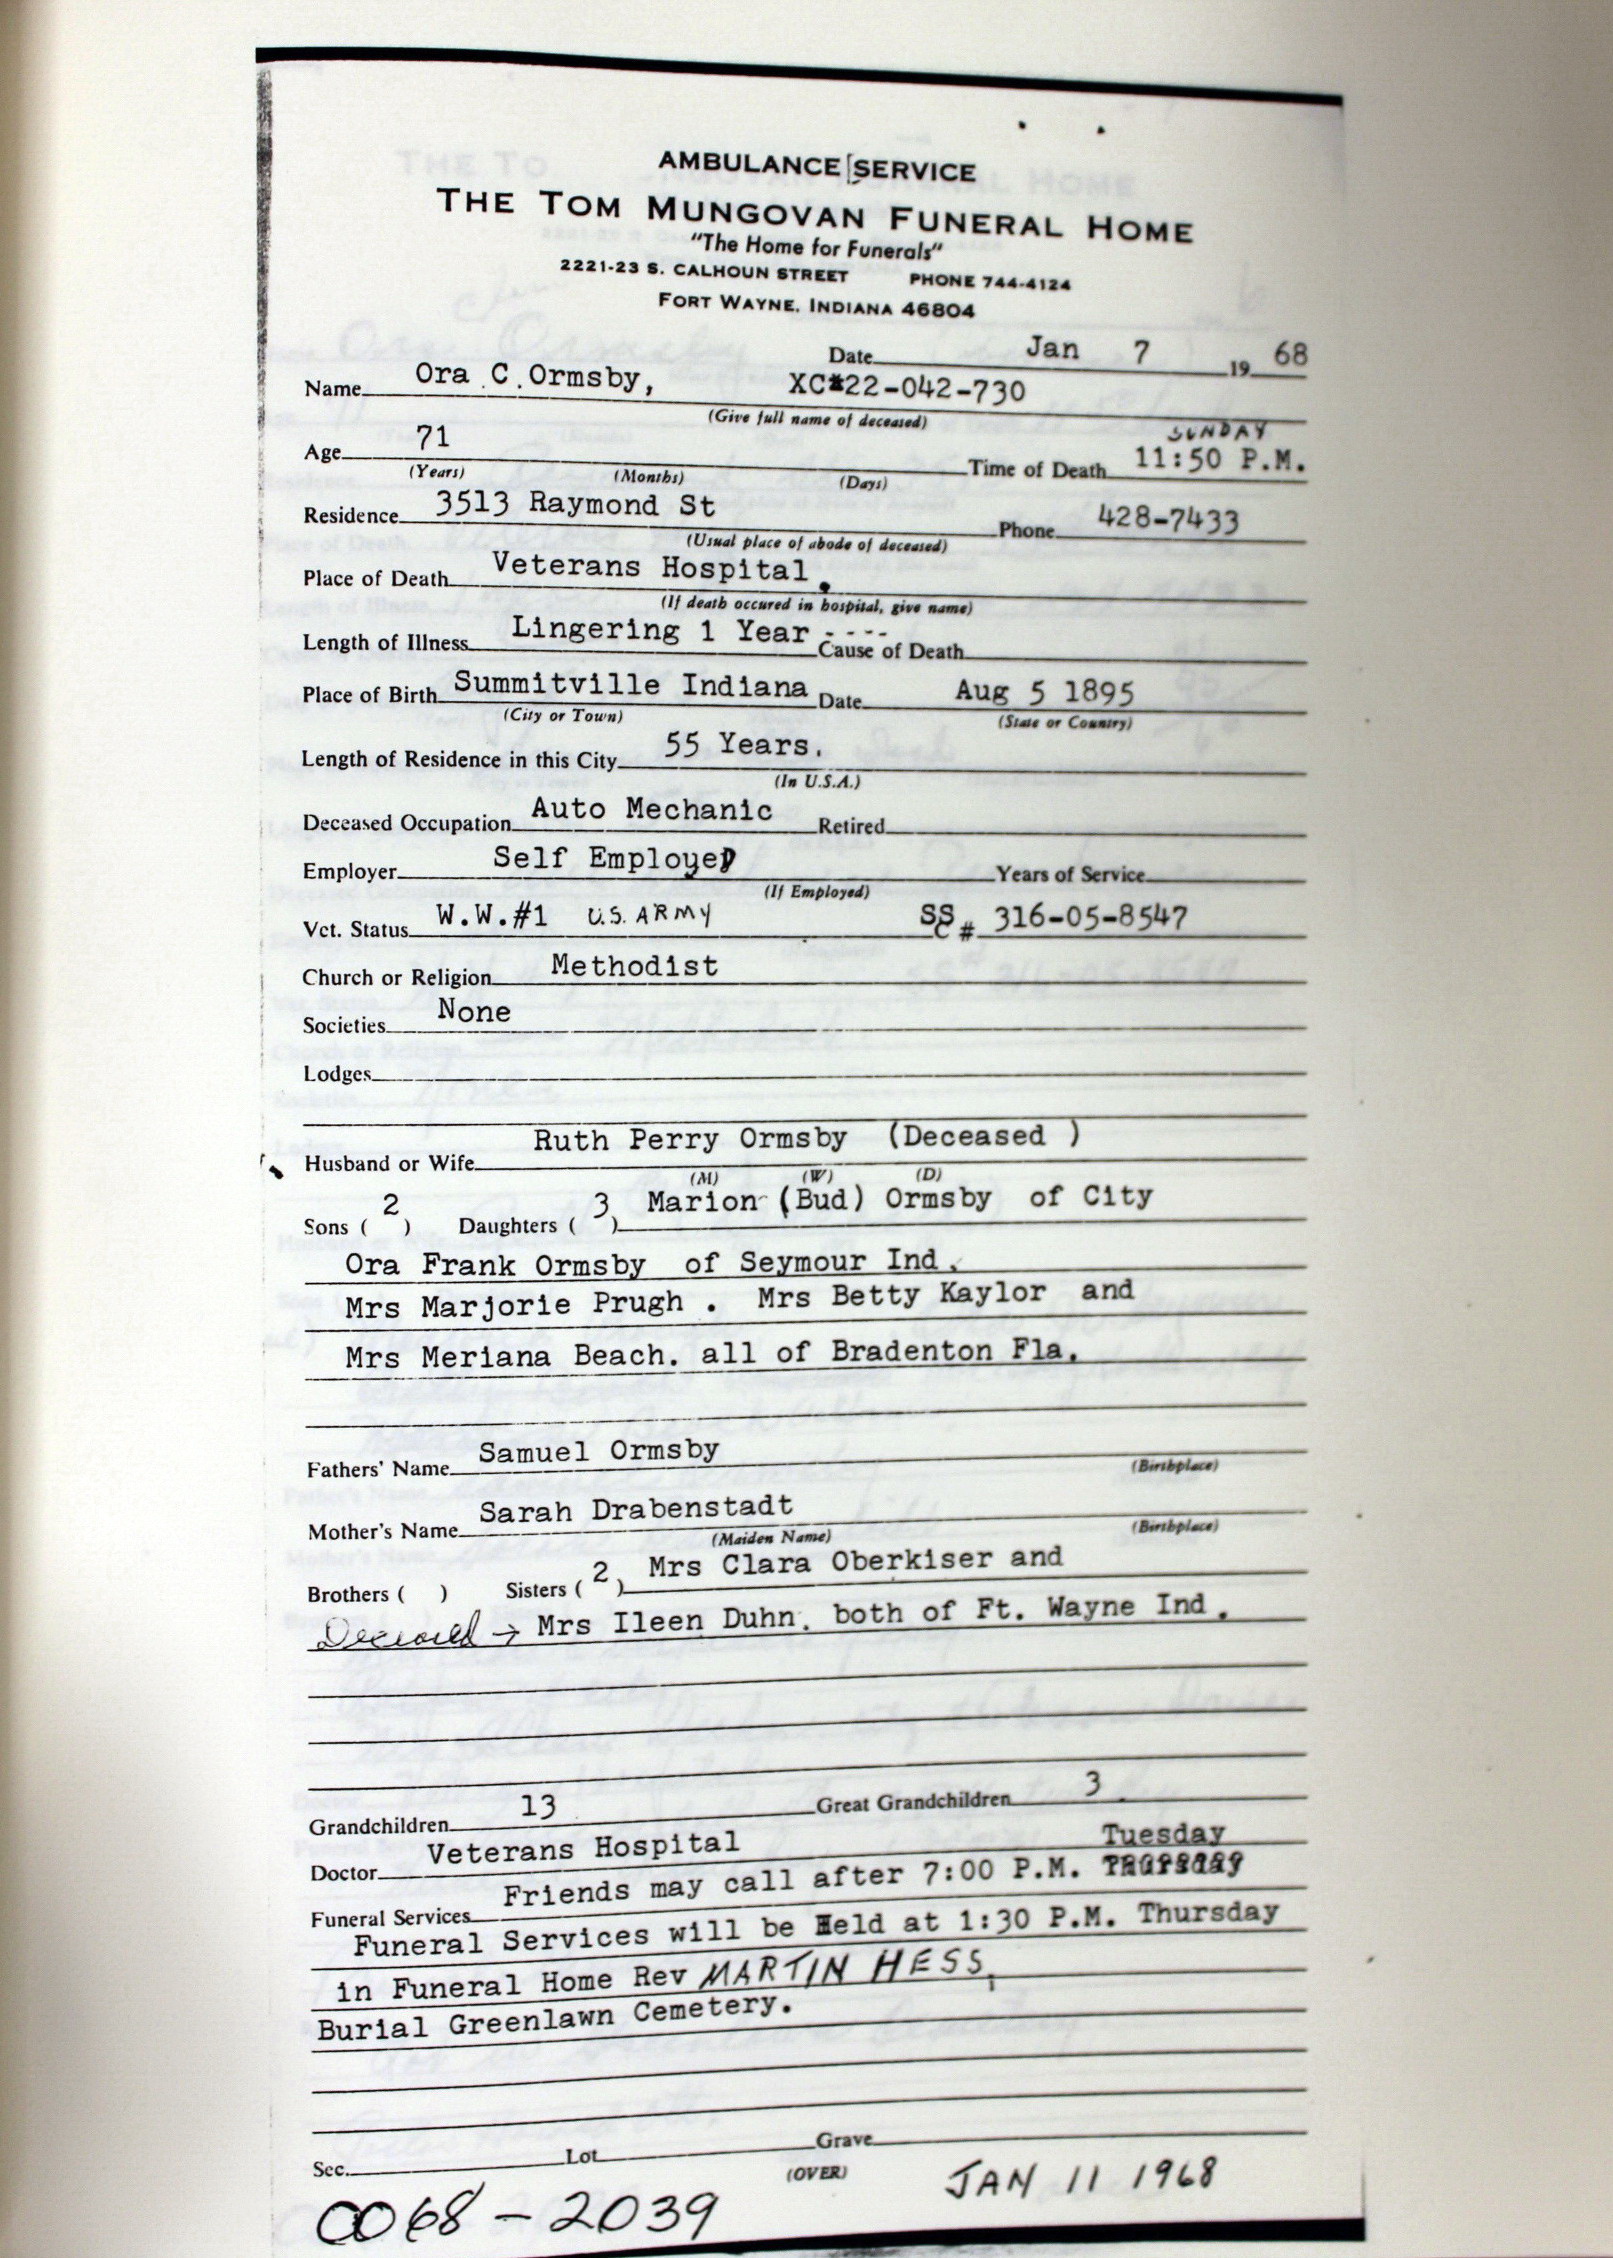 AMBULANCE SERVICE
THE TOM MUNGOVAN FUNERAL HOME
"The Home for Funerals"
2221-23 S. CALHOUN STREET PHONE 744-4124
FORT WAYNE, INDIANA 46804
Date Jan 7 19 68
Name Ora C. Ormsby, XC#22-042-730
(Give full name of deceased)
SUNDAY
Age 71 Time of Death 11:50 P.M.
(Years) (Months) (Days)
Residence 3513 Raymond St Phone 428-7433
(Usual place of abode of deceased)
Place of Death Veterans Hospital.
(If death occured in hospital, give name)
Length of Illness Lingering 1 Year ---- Cause of Death
Place of Birth Summitville Indiana Date Aug 5 1895
(City or Town) (State or Country)
Length of Residence in this City 55 Years.
(In U.S.A.)
Deceased Occupation Auto Mechanic Retired
Employer Self Employed Years of Service
(If Employed)
Vet. Status W.W.#1 U.S. ARMY SS# 316-05-8547
Church or Religion Methodist
Societies None
Lodges
Husband or Wife Ruth Perry Ormsby (Deceased )
(M) (W) (D)
Sons ( 2 ) Daughters ( 3 ) Marion (Bud) Ormsby of City
Ora Frank Ormsby of Seymour Ind.
Mrs Marjorie Prugh . Mrs Betty Kaylor and
Mrs Meriana Beach. all of Bradenton Fla.
Fathers' Name Samuel Ormsby
(Birthplace)
Mother's Name Sarah Drabenstadt
(Maiden Name) (Birthplace)
Brothers ( ) Sisters ( 2 ) Mrs Clara Oberkiser and
Deceased → Mrs Ileen Duhn. both of Ft. Wayne Ind.
Grandchildren 13 Great Grandchildren 3
Doctor Veterans Hospital Tuesday
Funeral Services Friends may call after 7:00 P.M. Thursday
Funeral Services will be Held at 1:30 P.M. Thursday
in Funeral Home Rev MARTIN HESS,
Burial Greenlawn Cemetery.
Sec. Lot Grave
(OVER) JAN 11 1968
CO68-2039